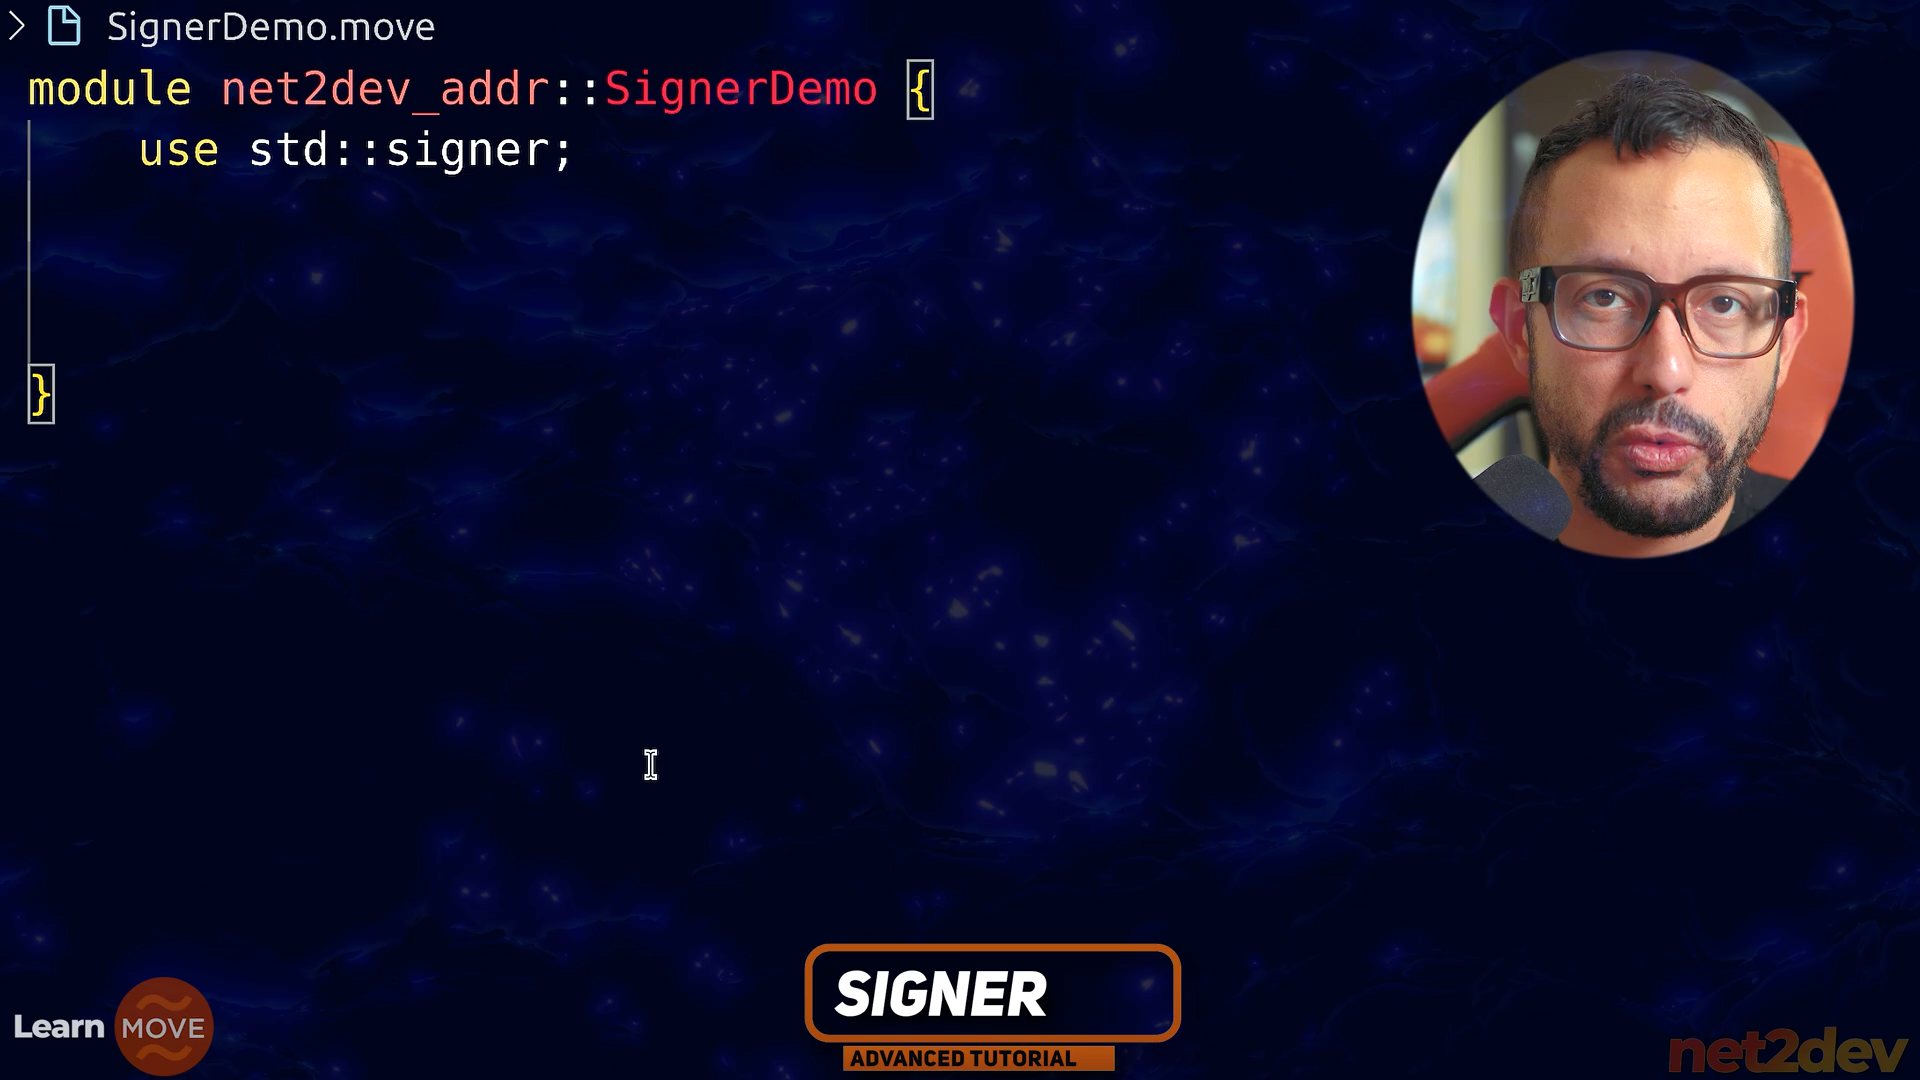 SignerDemo.move
module net2dev_addr::SignerDemo {
use std::signer;
}
SIGNER
ADVANCED TUTORIAL
Learn MOVE
net2dev